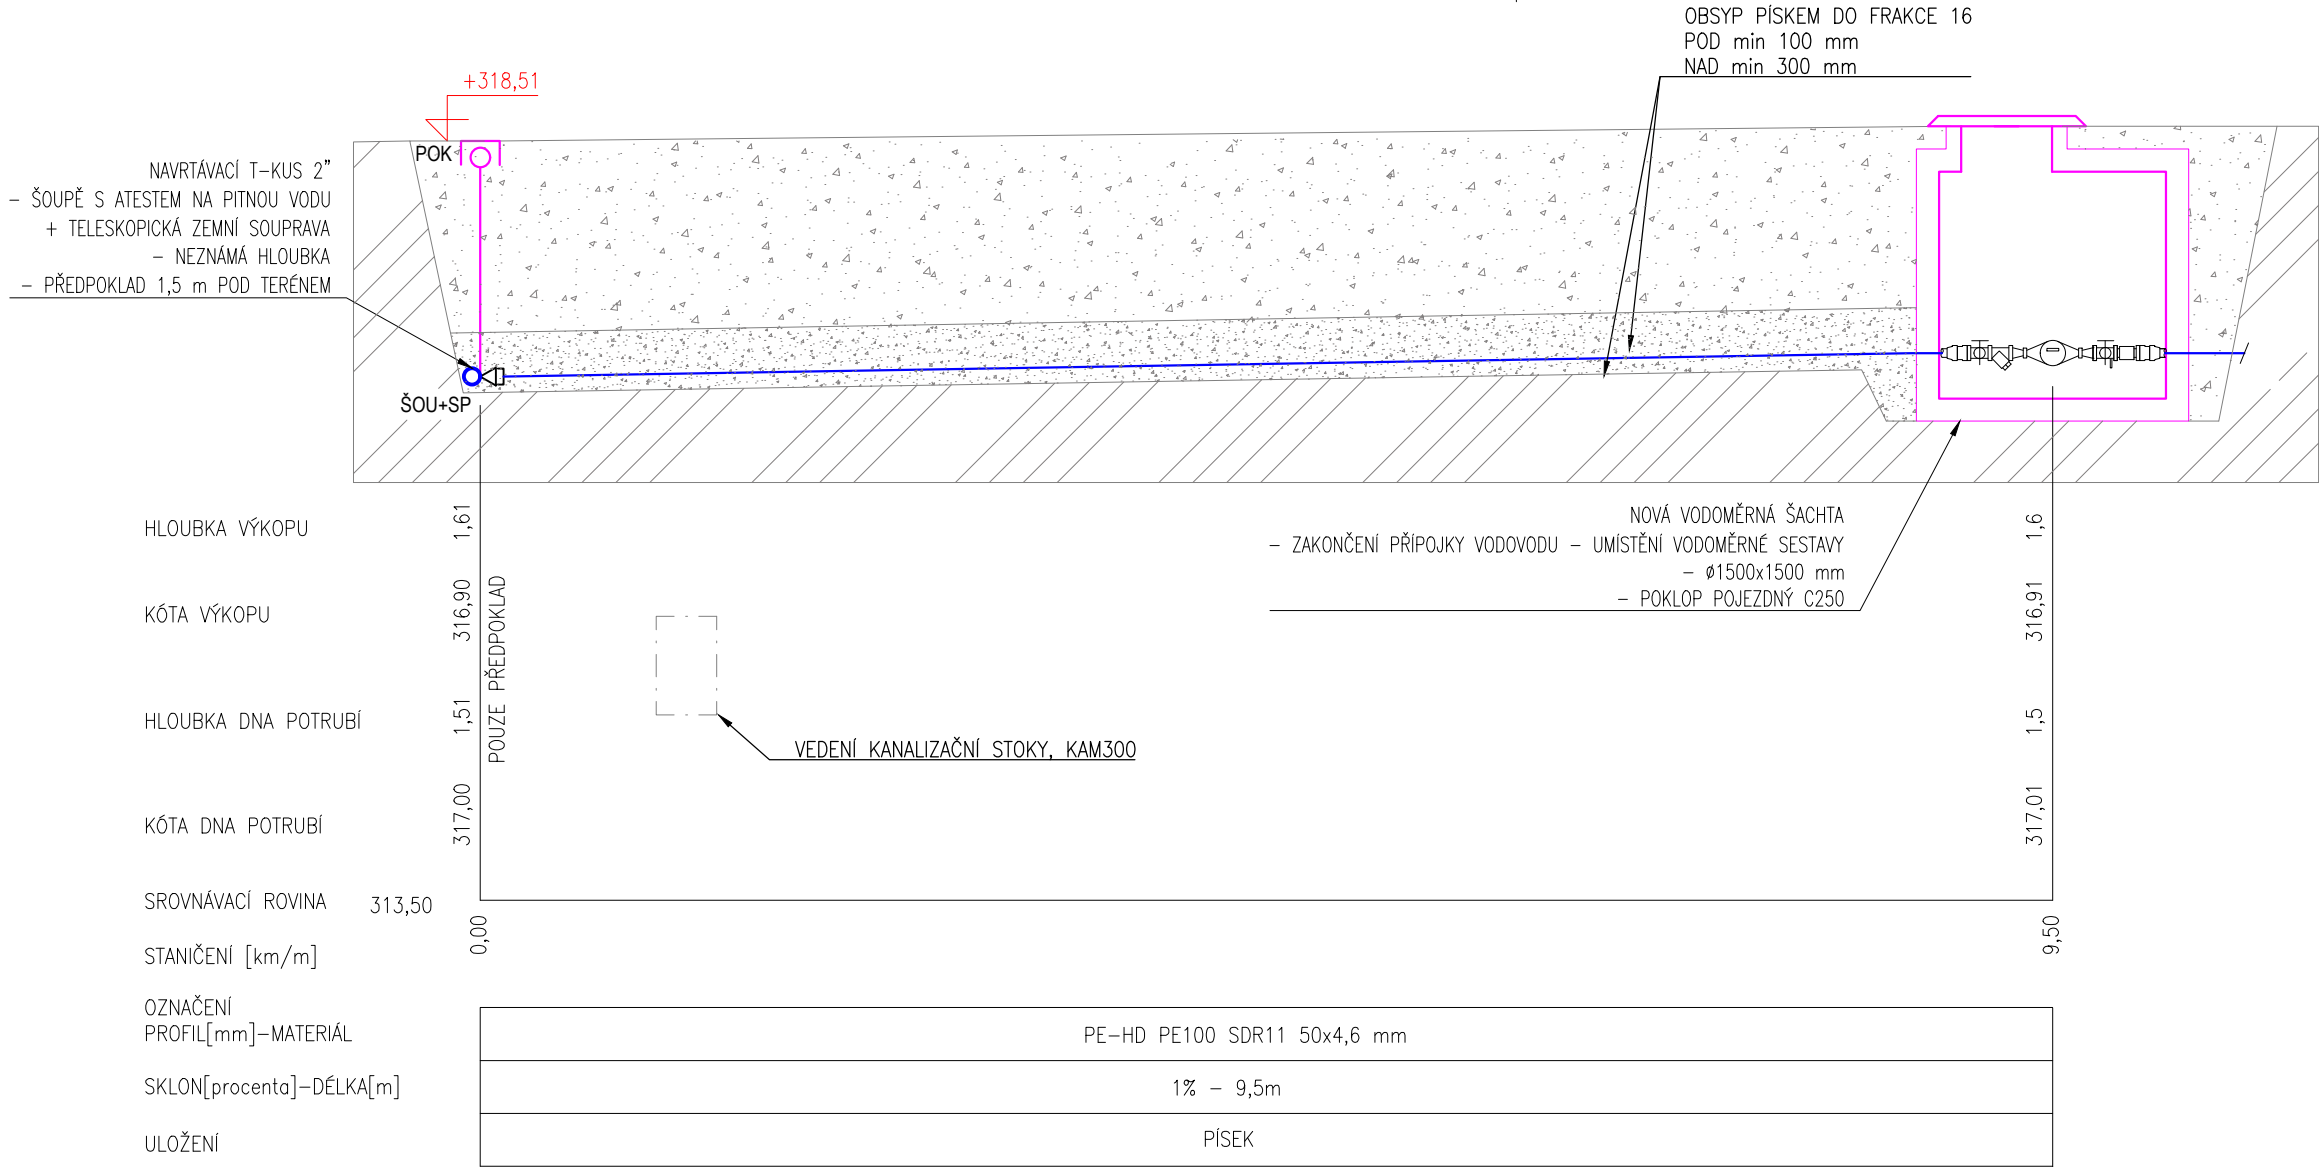 OBSYP PÍSKEM DO FRAKCE 16
POD min 100 mm
NAD min 300 mm
+318,51
POK
NAVRTÁVACÍ T-KUS 2"
- ŠOUPĚ S ATESTEM NA PITNOU VODU
+ TELESKOPICKÁ ZEMNÍ SOUPRAVA
- NEZNÁMÁ HLOUBKA
- PŘEDPOKLAD 1,5 m POD TERÉNEM
ŠOU+SP
NOVÁ VODOMĚRNÁ ŠACHTA
- ZAKONČENÍ PŘÍPOJKY VODOVODU - UMÍSTĚNÍ VODOMĚRNÉ SESTAVY
- ø1500x1500 mm
- POKLOP POJEZDNÝ C250
HLOUBKA VÝKOPU 1,61 1,6
KÓTA VÝKOPU 316,90 316,91
POUZE PŘEDPOKLAD
HLOUBKA DNA POTRUBÍ 1,51 1,5
VEDENÍ KANALIZAČNÍ STOKY, KAM300
KÓTA DNA POTRUBÍ 317,00 317,01
SROVNÁVACÍ ROVINA 313,50
STANIČENÍ [km/m] 0,00 9,50
OZNAČENÍ
PROFIL[mm]-MATERIÁL PE-HD PE100 SDR11 50x4,6 mm
SKLON[procenta]-DÉLKA[m] 1% - 9,5m
ULOŽENÍ PÍSEK